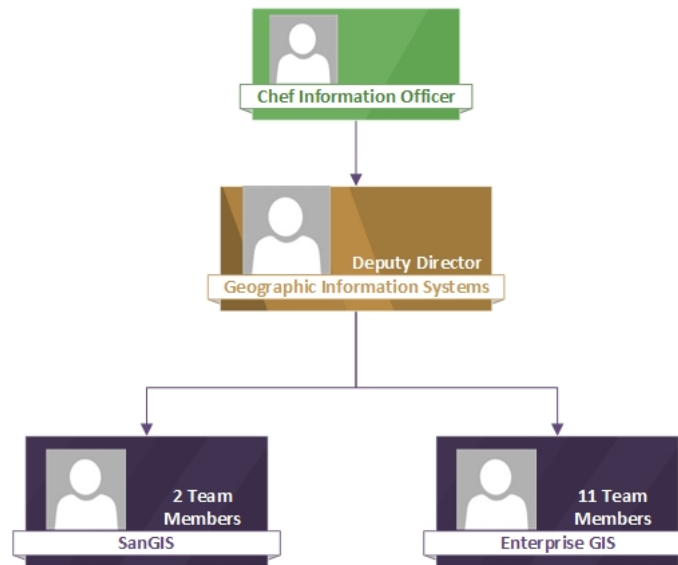 Chef Information Officer
Deputy Director
Geographic Information Systems
2 Team
Members
SanGIS
11 Team
Members
Enterprise GIS